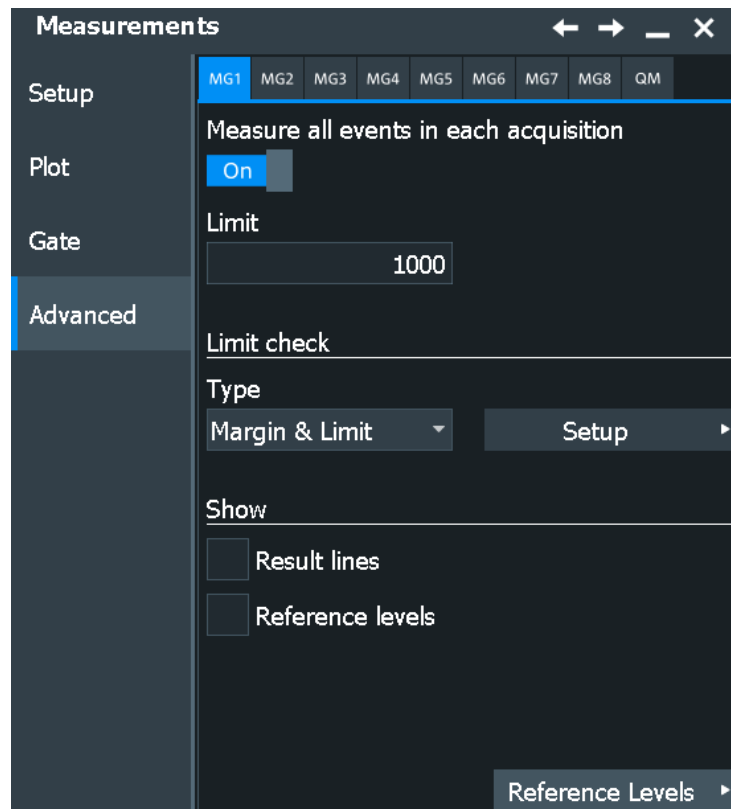 Measurements
Setup
Plot
Gate
Advanced
MG1 MG2 MG3 MG4 MG5 MG6 MG7 MG8 QM
Measure all events in each acquisition
On
Limit
1000
Limit check
Type
Margin & Limit Setup
Show
Result lines
Reference levels
Reference Levels